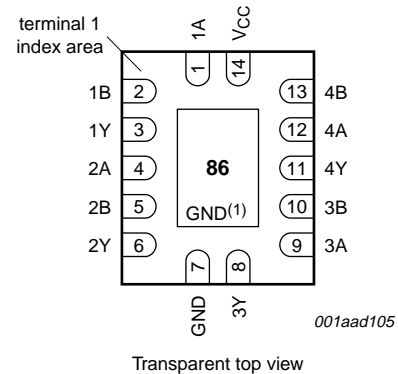 terminal 1
index area
1A
VCC
1
14
1B 2
13 4B
1Y 3
12 4A
2A 4
86
11 4Y
2B 5
GND(1)
10 3B
2Y 6
9 3A
7
8
GND
3Y
001aad105
Transparent top view